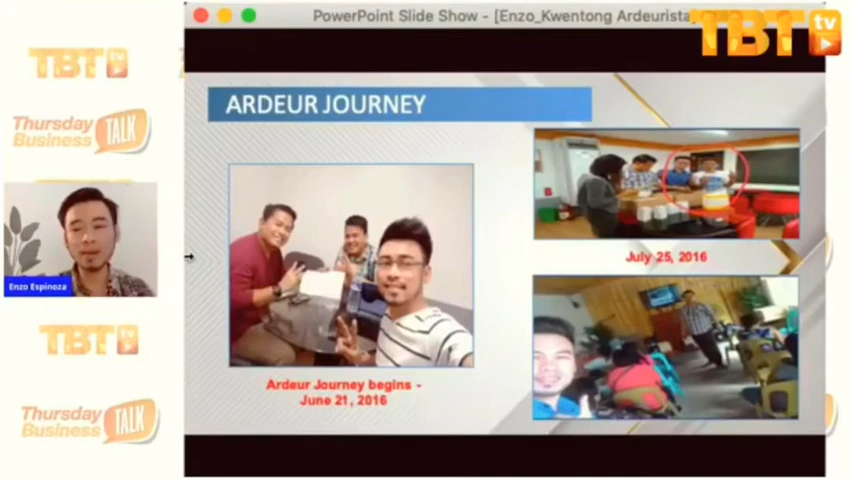 PowerPoint Slide Show - [Enzo_Kwentong Ardeurista
TBT tv
TBT tv
Thursday
Business TALK
ARDEUR JOURNEY
July 25, 2016
Enzo Espinoza
Ardeur Journey begins -
June 21, 2016
TBT tv
Thursday
Business TALK